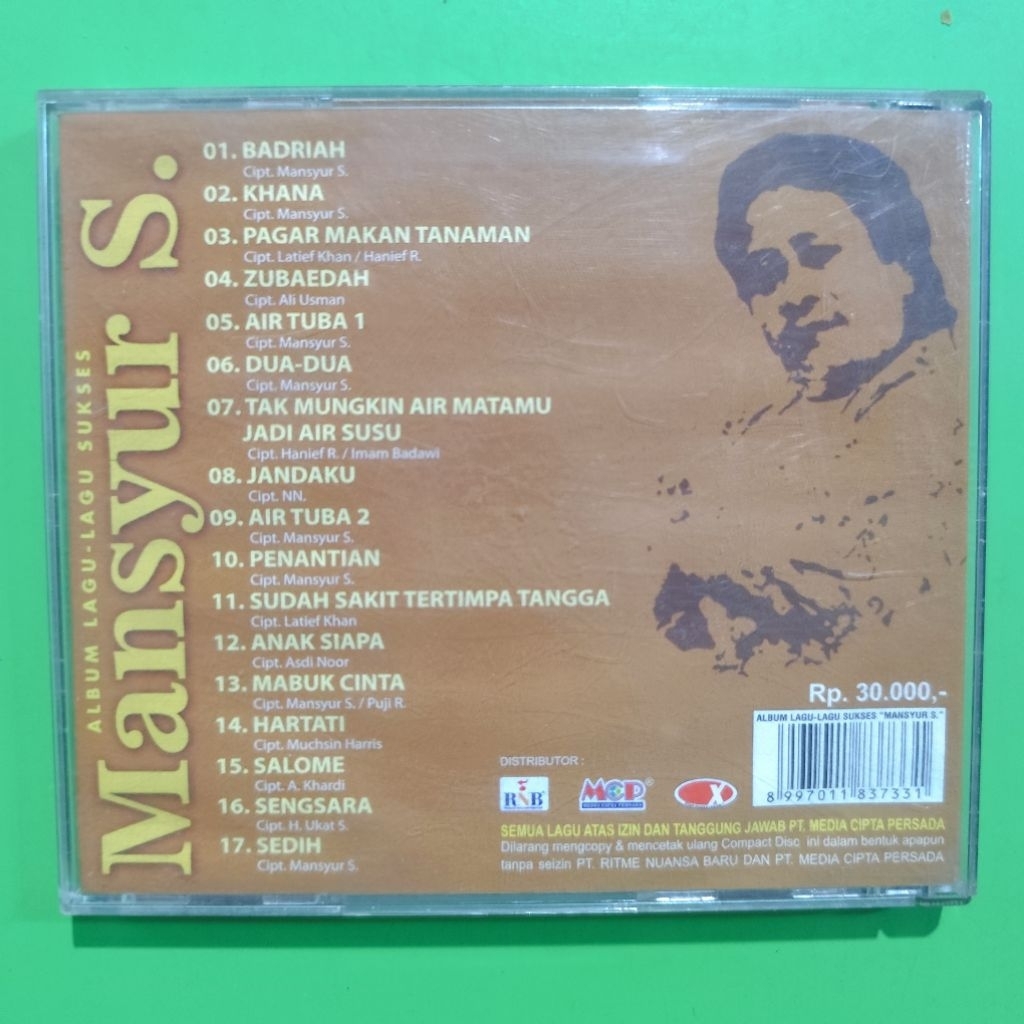 ALBUM LAGU-LAGU SUKSES
Mansyur S.
01. BADRIAH
Cipt. Mansyur S.
02. KHANA
Cipt. Mansyur S.
03. PAGAR MAKAN TANAMAN
Cipt. Latief Khan / Hanief R.
04. ZUBAEDAH
Cipt. Ali Usman
05. AIR TUBA 1
Cipt. Mansyur S.
06. DUA-DUA
Cipt. Mansyur S.
07. TAK MUNGKIN AIR MATAMU
JADI AIR SUSU
Cipt. Hanief R. / Imam Badawi
08. JANDAKU
Cipt. NN.
09. AIR TUBA 2
Cipt. Mansyur S.
10. PENANTIAN
Cipt. Mansyur S.
11. SUDAH SAKIT TERTIMPA TANGGA
Cipt. Latief Khan
12. ANAK SIAPA
Cipt. Asdi Noor
13. MABUK CINTA
Cipt. Mansyur S. / Puji R.
14. HARTATI
Cipt. Muchsin Harris
15. SALOME
Cipt. A. Khardi
16. SENGSARA
Cipt. H. Ukat S.
17. SEDIH
Cipt. Mansyur S.
Rp. 30.000,-
ALBUM LAGU-LAGU SUKSES "MANSYUR S."
8 997011 837331
DISTRIBUTOR :
RNB
MCP®
MEDIA CIPTA PERSADA
X
SEMUA LAGU ATAS IZIN DAN TANGGUNG JAWAB PT. MEDIA CIPTA PERSADA
Dilarang mengcopy & mencetak ulang Compact Disc ini dalam bentuk apapun
tanpa seizin PT. RITME NUANSA BARU DAN PT. MEDIA CIPTA PERSADA